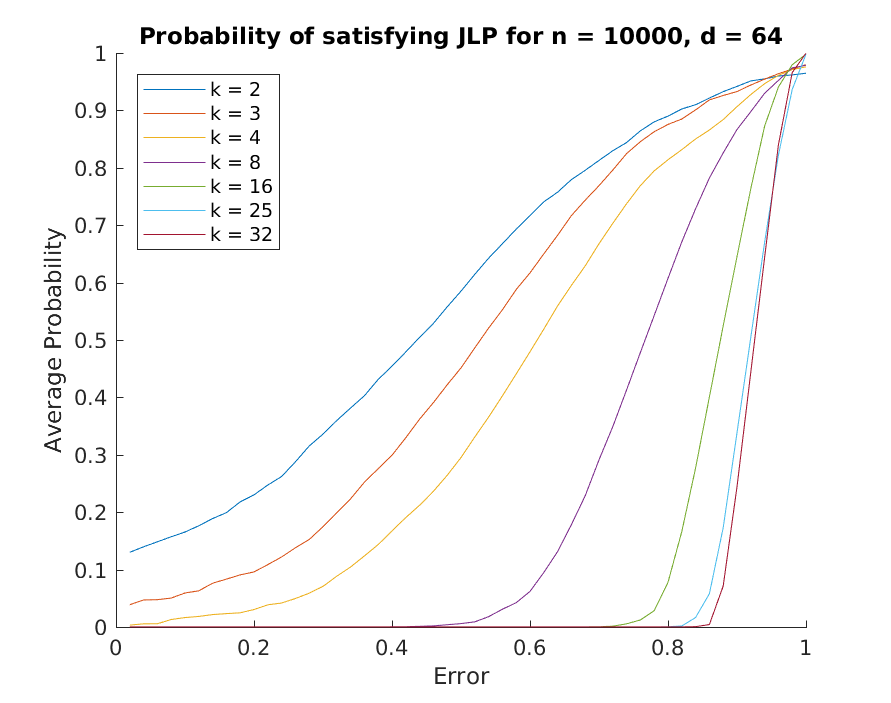 Probability of satisfying JLP for n = 10000, d = 64
1
0.9
0.8
0.7
0.6
0.5
0.4
0.3
0.2
0.1
0
Average Probability
k = 2
k = 3
k = 4
k = 8
k = 16
k = 25
k = 32
0
0.2
0.4
0.6
0.8
1
Error